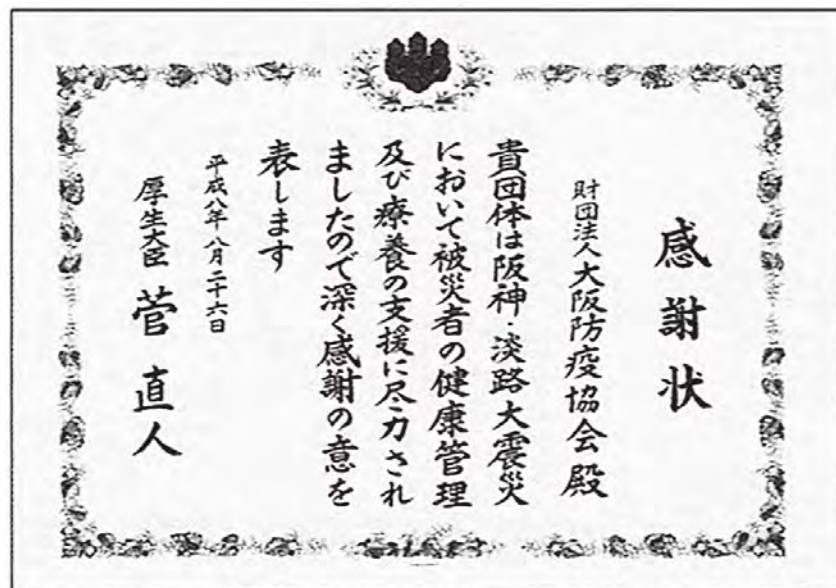 感謝状
財団法人大阪防疫協会殿
貴団体は阪神・淡路大震災
において被災者の健康管理
及び療養の支援に尽力され
ましたので深く感謝の意を
表します
平成八年八月二十六日
厚生大臣 菅直人